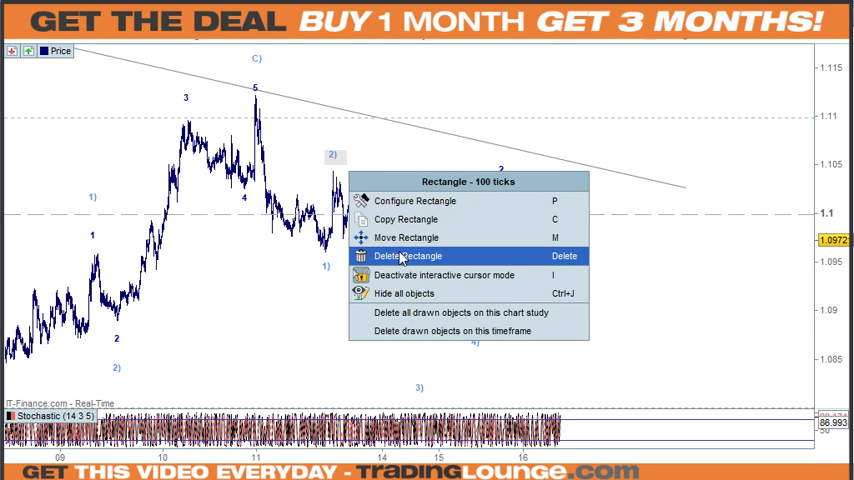 GET THE DEAL BUY 1 MONTH GET 3 MONTHS!
Price
C)
1.115
5
3
1.11
2)
1.105
2
4
1)
Rectangle - 100 ticks
Configure Rectangle P
Copy Rectangle C
Move Rectangle M
Delete Rectangle Delete
Deactivate interactive cursor mode I
Hide all objects Ctrl+J
Delete all drawn objects on this chart study
Delete drawn objects on this timeframe
1.1
1
1.0972
1.095
1)
2
1.09
4)
2)
1.085
3)
IT-Finance.com - Real-Time
Stochastic (14 3 5)
86.993
09 10 11 14 15 16
GET THIS VIDEO EVERYDAY - TradingLounge.com